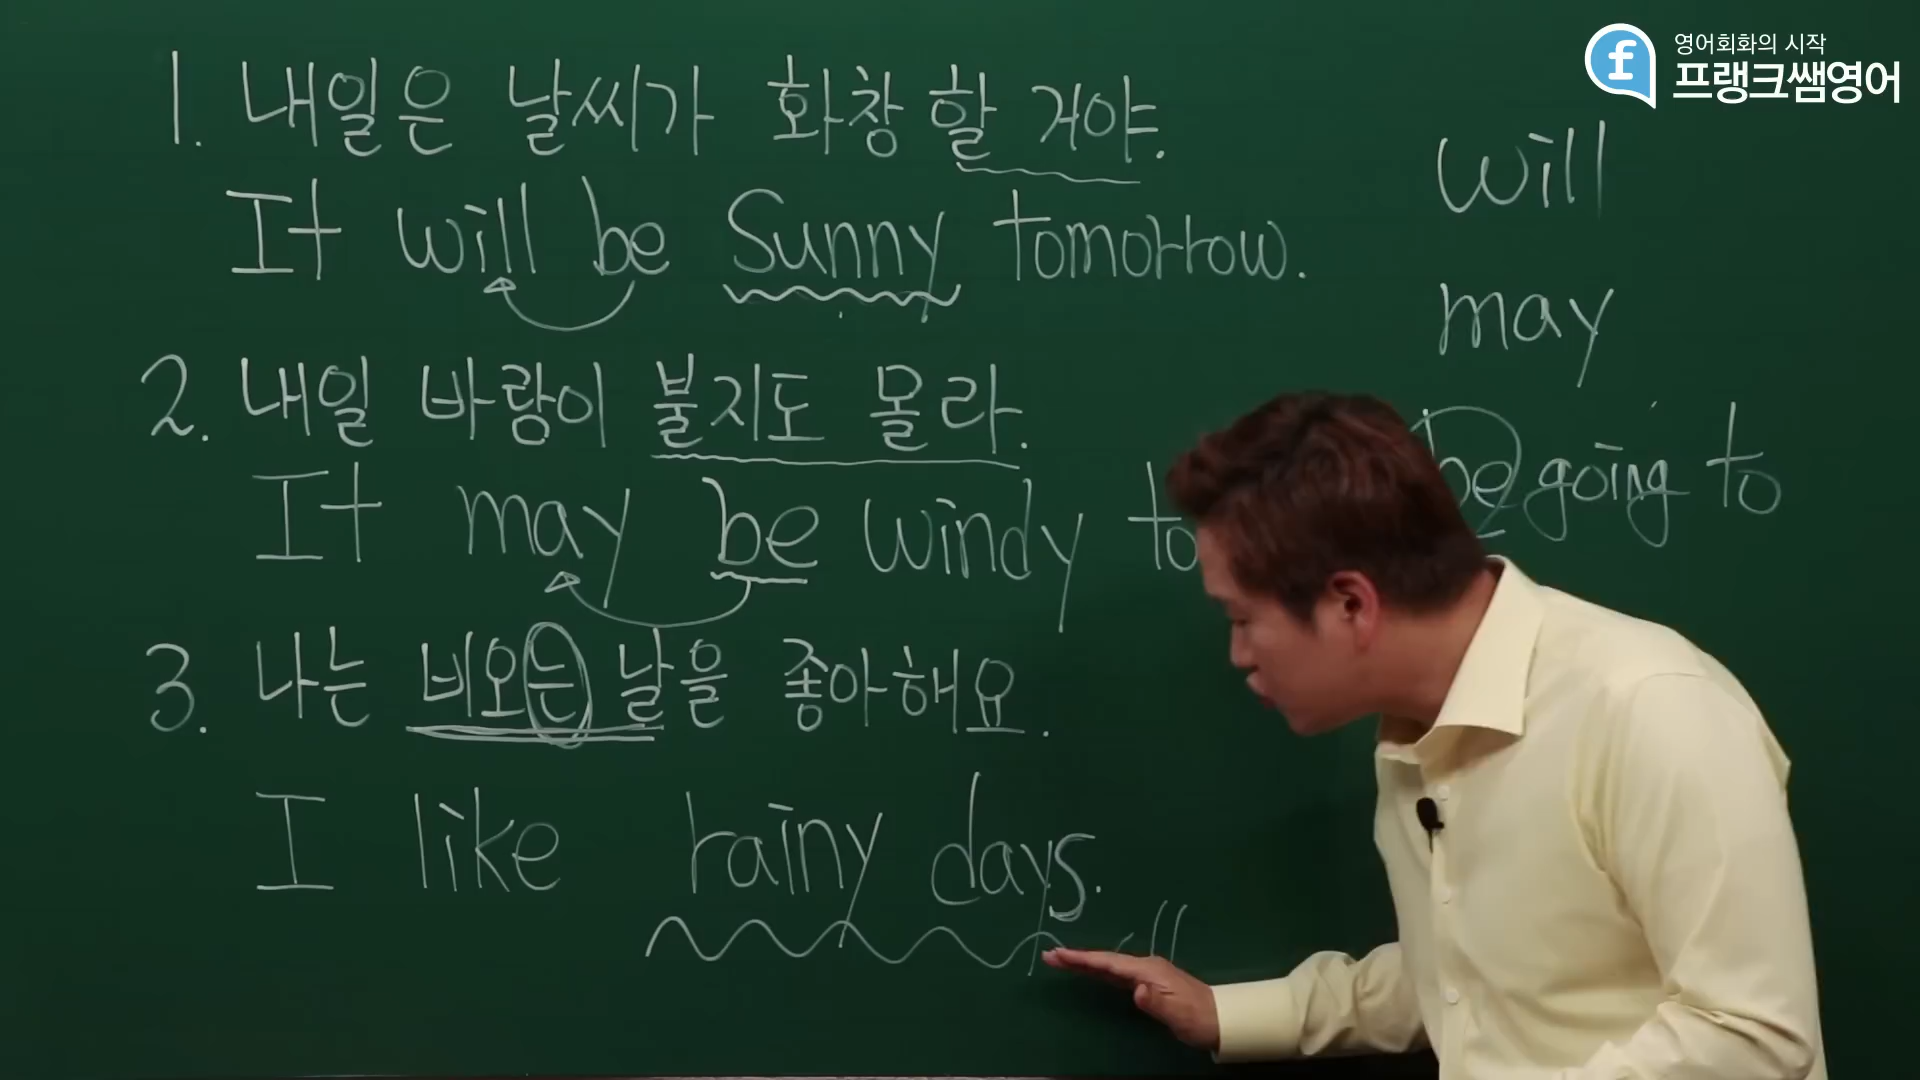 영어회화의 시작
프랭크쌤영어
1. 내일은 날씨가 화창할 거야.
It will be Sunny tomorrow.
2. 내일 바람이 불지도 몰라.
It may be windy to
3. 나는 비오는 날을 좋아해요.
I like rainy days.
will
may
be going to